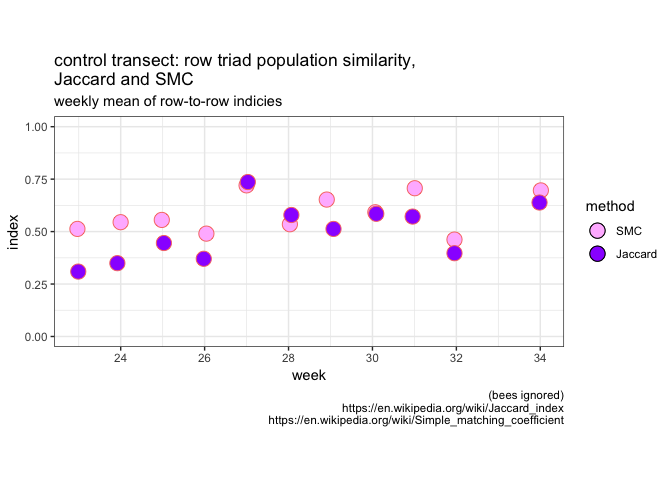 control transect: row triad population similarity,
Jaccard and SMC
weekly mean of row-to-row indicies
1.00
0.75
0.50
0.25
0.00
index
24 26 28 30 32 34
week
method
SMC
Jaccard
(bees ignored)
https://en.wikipedia.org/wiki/Jaccard_index
https://en.wikipedia.org/wiki/Simple_matching_coefficient